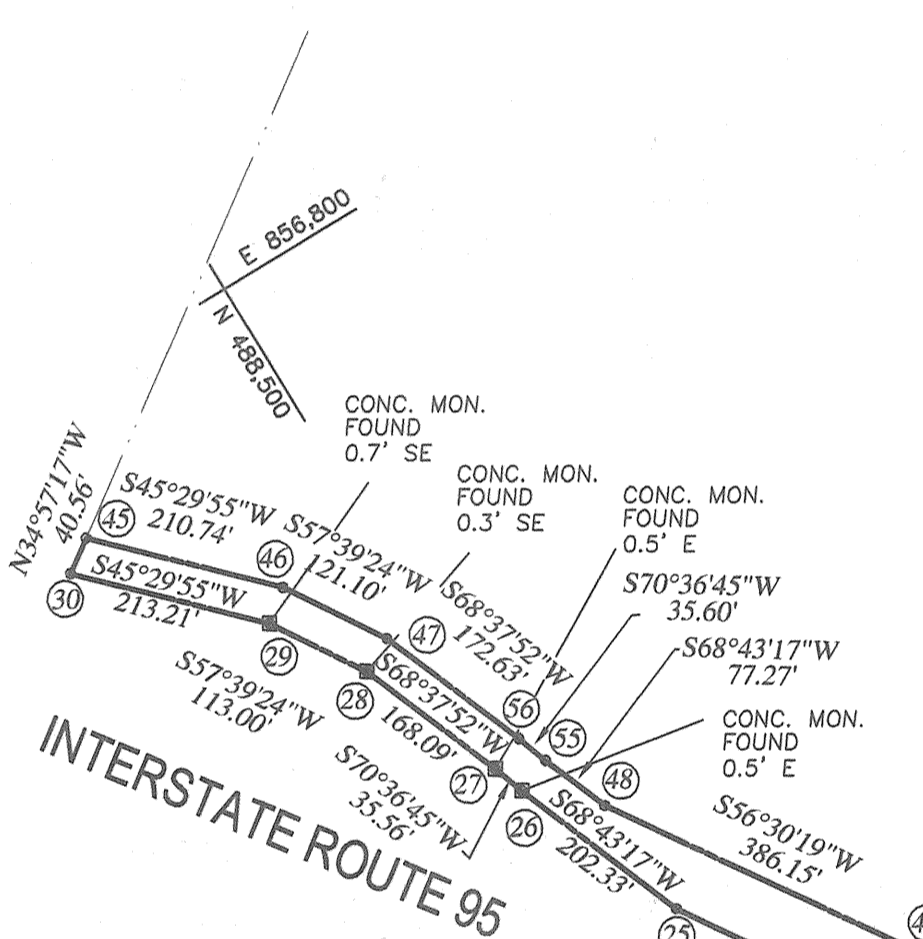 E 856,800
N 488,500
CONC. MON.
FOUND
0.7' SE
CONC. MON.
FOUND
0.3' SE
CONC. MON.
FOUND
0.5' E
N34°57'17"W
40.56'
45
S45°29'55"W
210.74'
S57°39'24"W
121.10'
46
S68°37'52"W
172.63'
47
S70°36'45"W
35.60'
S68°43'17"W
77.27'
30
S45°29'55"W
213.21'
29
S57°39'24"W
113.00'
28
S68°37'52"W
168.09'
56
55
CONC. MON.
FOUND
0.5' E
48
27
S70°36'45"W
35.56'
26
S68°43'17"W
202.33'
S56°30'19"W
386.15'
25
INTERSTATE ROUTE 95